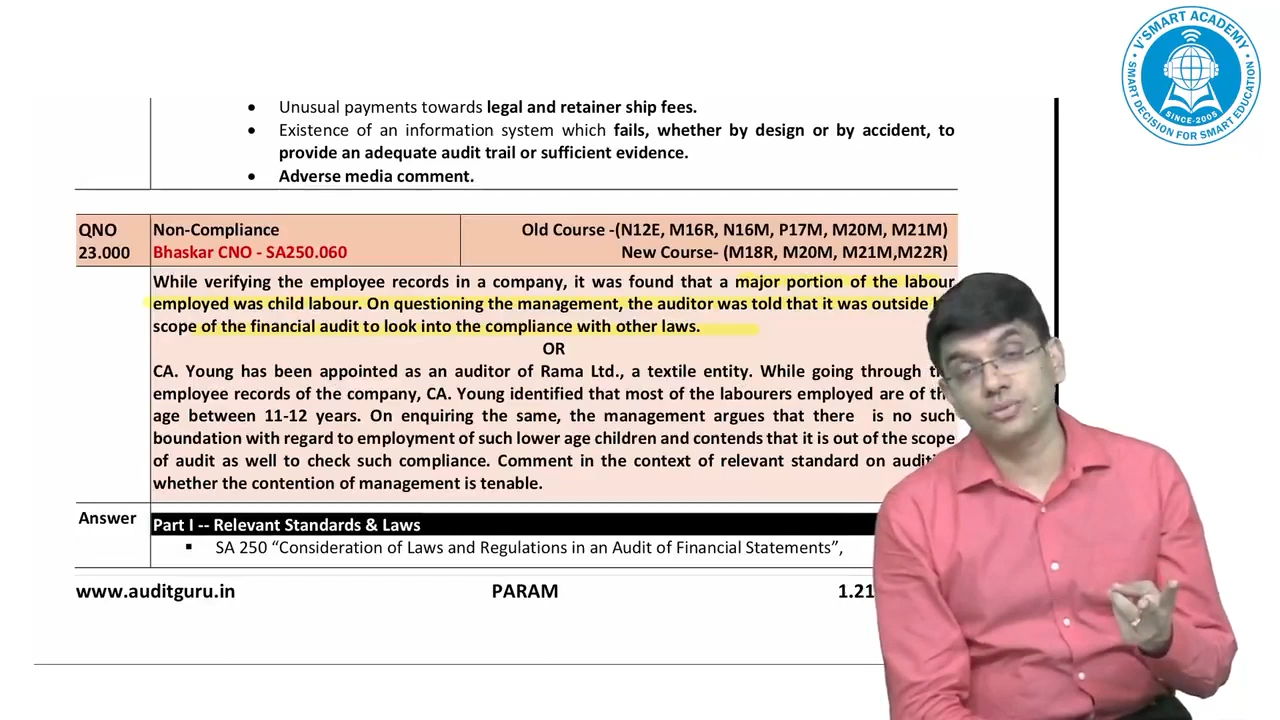 V'SMART ACADEMY
SMART DECISION FOR SMART EDUCATION
SINCE-2005
• Unusual payments towards legal and retainer ship fees.
• Existence of an information system which fails, whether by design or by accident, to
provide an adequate audit trail or sufficient evidence.
• Adverse media comment.
QNO Non-Compliance Old Course -(N12E, M16R, N16M, P17M, M20M, M21M)
23.000 Bhaskar CNO - SA250.060 New Course- (M18R, M20M, M21M,M22R)
While verifying the employee records in a company, it was found that a major portion of the labour
employed was child labour. On questioning the management, the auditor was told that it was outside
scope of the financial audit to look into the compliance with other laws.
OR
CA. Young has been appointed as an auditor of Rama Ltd., a textile entity. While going through
employee records of the company, CA. Young identified that most of the labourers employed are of
age between 11-12 years. On enquiring the same, the management argues that there is no such
boundation with regard to employment of such lower age children and contends that it is out of the scope
of audit as well to check such compliance. Comment in the context of relevant standard on
whether the contention of management is tenable.
Answer Part I -- Relevant Standards & Laws
▪ SA 250 “Consideration of Laws and Regulations in an Audit of Financial Statements”,
www.auditguru.in PARAM 1.21